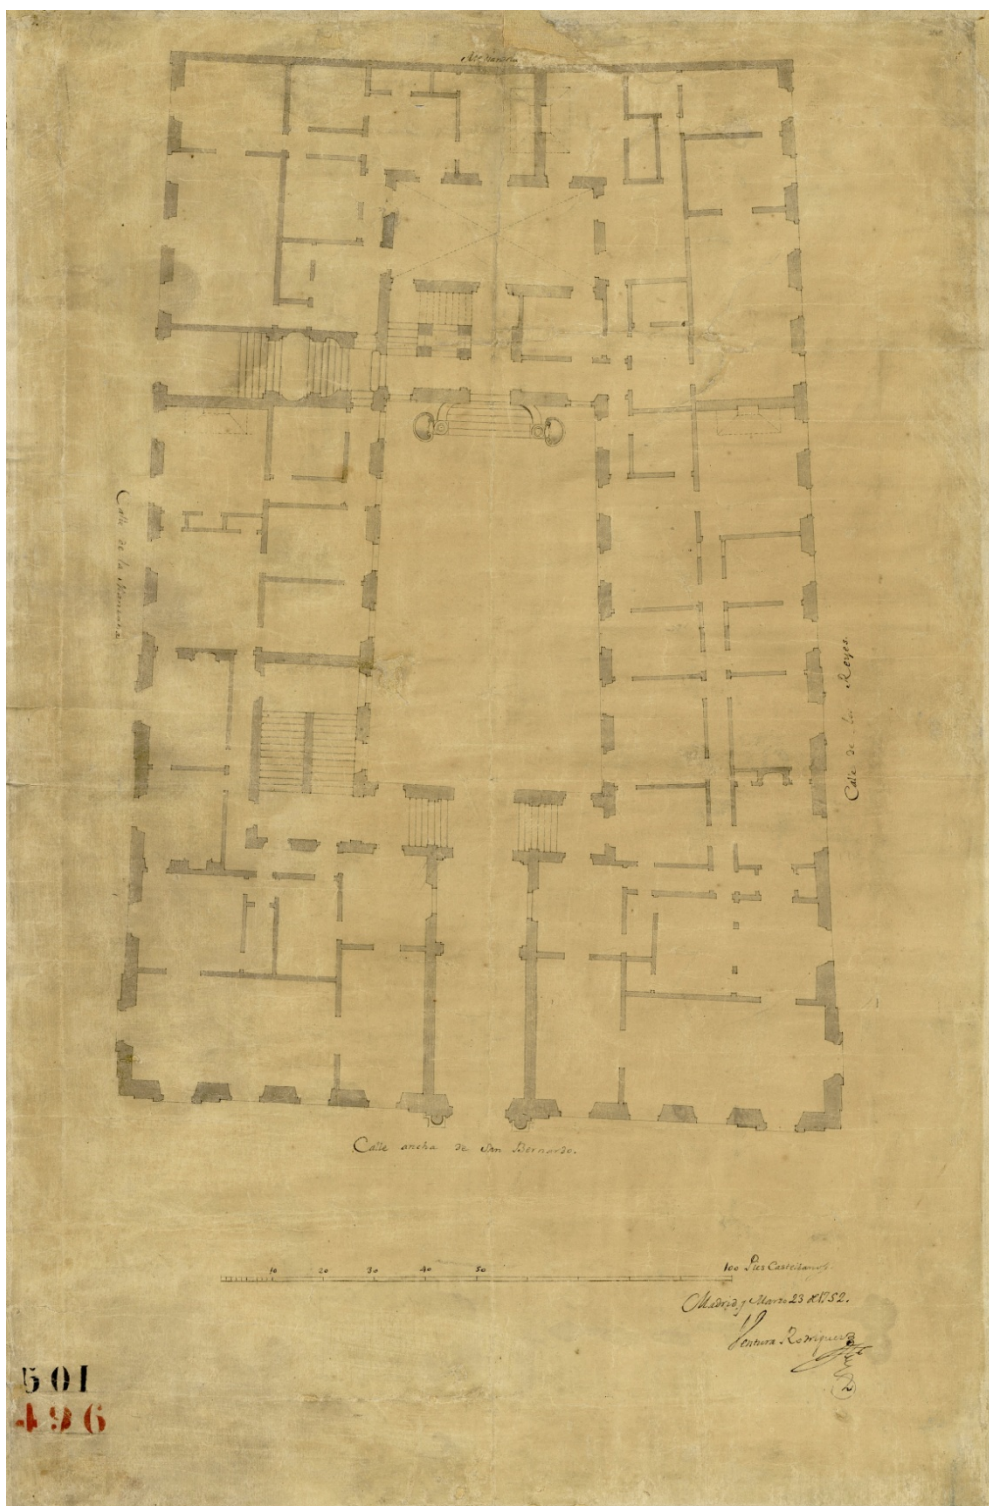 Calle de la
Calle de los Reyes.
Calle ancha de San Bernardo.
10 20 30 40 50 100 Pies Castellanos.
Madrid, y Marzo 23 de 1752.
Ventura Rodriguez
501
496